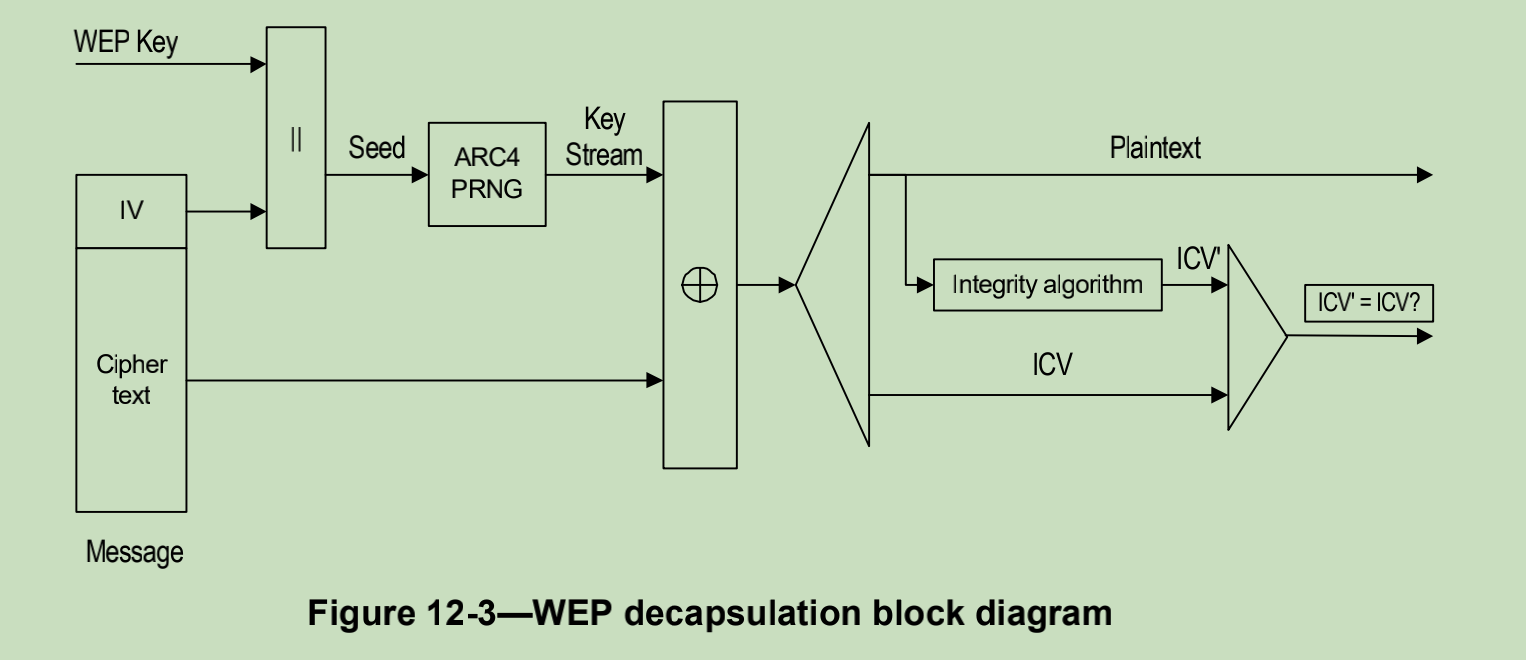 WEP Key
||
Seed
ARC4
PRNG
Key
Stream
Plaintext
IV
Integrity algorithm
ICV'
ICV' = ICV?
Cipher
text
ICV
Message
Figure 12-3—WEP decapsulation block diagram